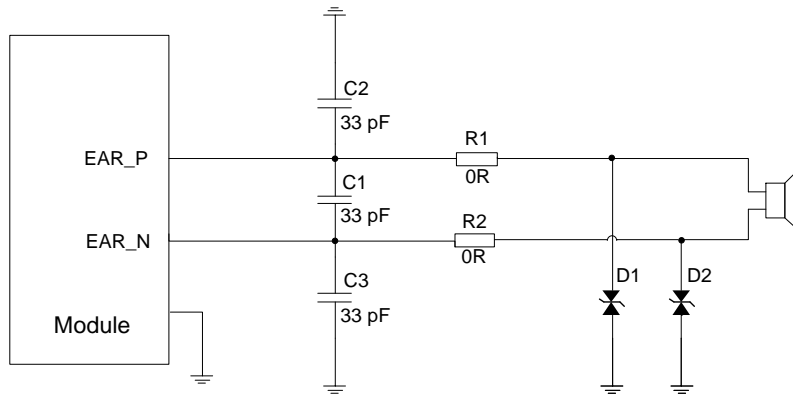 C2
33 pF
R1
EAR_P
0R
C1
33 pF
R2
EAR_N
0R
C3
D1
D2
33 pF
Module